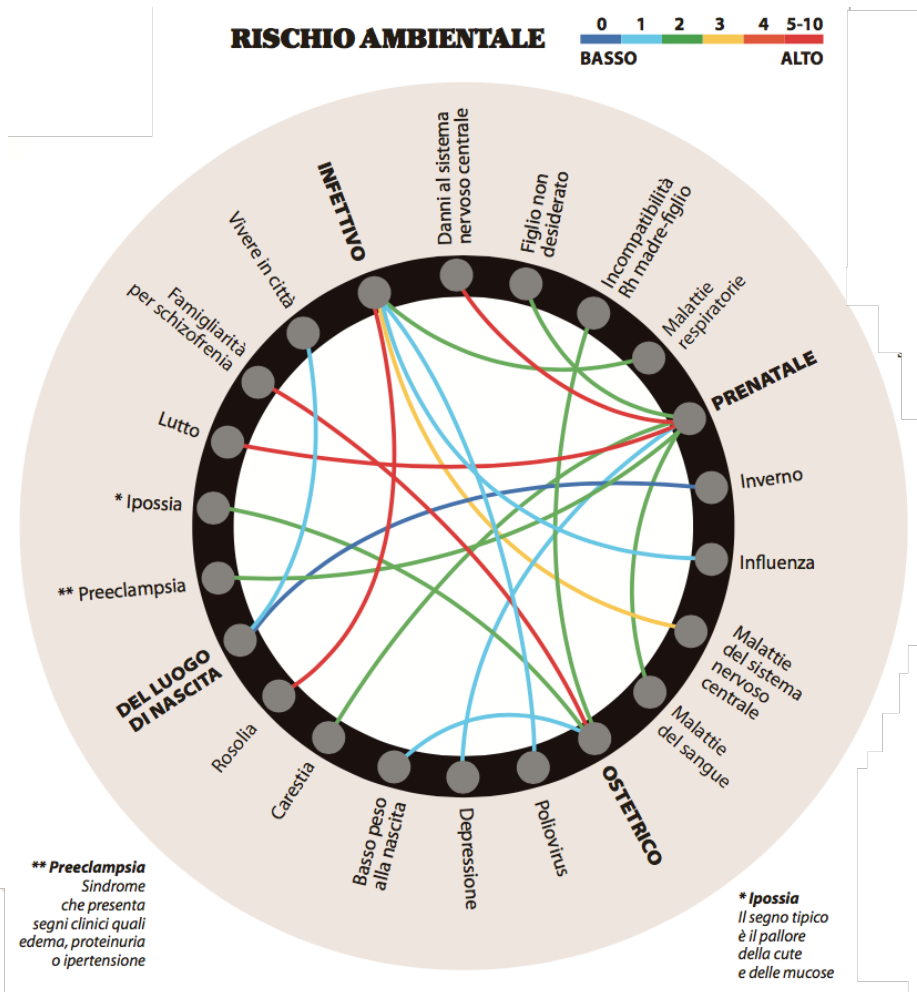 RISCHIO AMBIENTALE
0 1 2 3 4 5-10
BASSO ALTO
INFETTIVO
Danni al sistema
nervoso centrale
Figlio non
desiderato
Incompatibilità
Rh madre-figlio
Malattie
respiratorie
PRENATALE
Inverno
Influenza
Malattie
del sistema
nervoso
centrale
Malattie
del sangue
OSTETRICO
Poliovirus
Depressione
Basso peso
alla nascita
Carestia
Rosolia
DEL LUOGO
DI NASCITA
** Preeclampsia
* Ipossia
Lutto
Famigliarità
per schizofrenia
Vivere in città
** Preeclampsia
Sindrome
che presenta
segni clinici quali
edema, proteinuria
o ipertensione
* Ipossia
Il segno tipico
è il pallore
della cute
e delle mucose